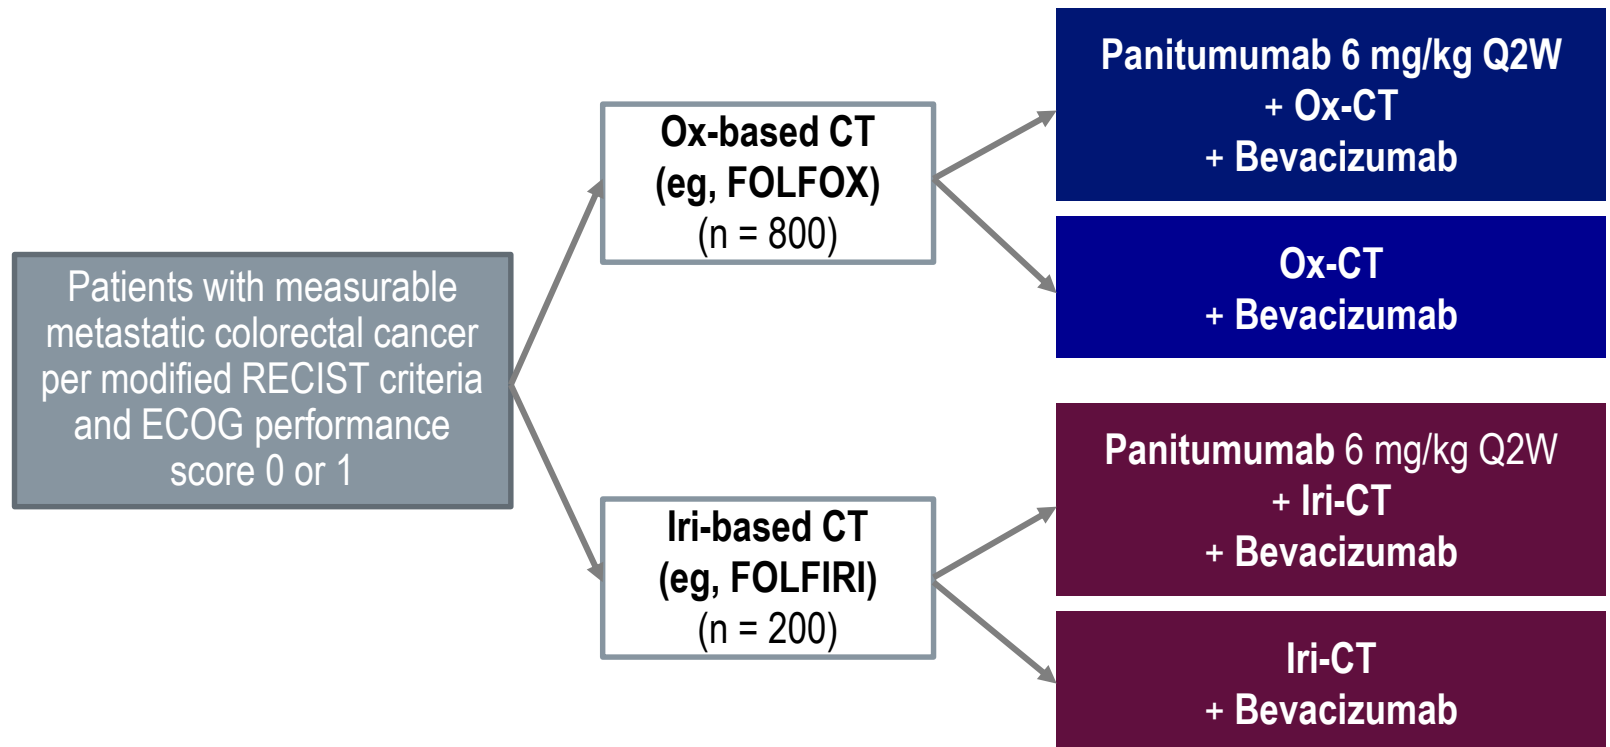 Patients with measurable
metastatic colorectal cancer
per modified RECIST criteria
and ECOG performance
score 0 or 1
Ox-based CT
(eg, FOLFOX)
(n = 800)
Iri-based CT
(eg, FOLFIRI)
(n = 200)
Panitumumab 6 mg/kg Q2W
+ Ox-CT
+ Bevacizumab
Ox-CT
+ Bevacizumab
Panitumumab 6 mg/kg Q2W
+ Iri-CT
+ Bevacizumab
Iri-CT
+ Bevacizumab